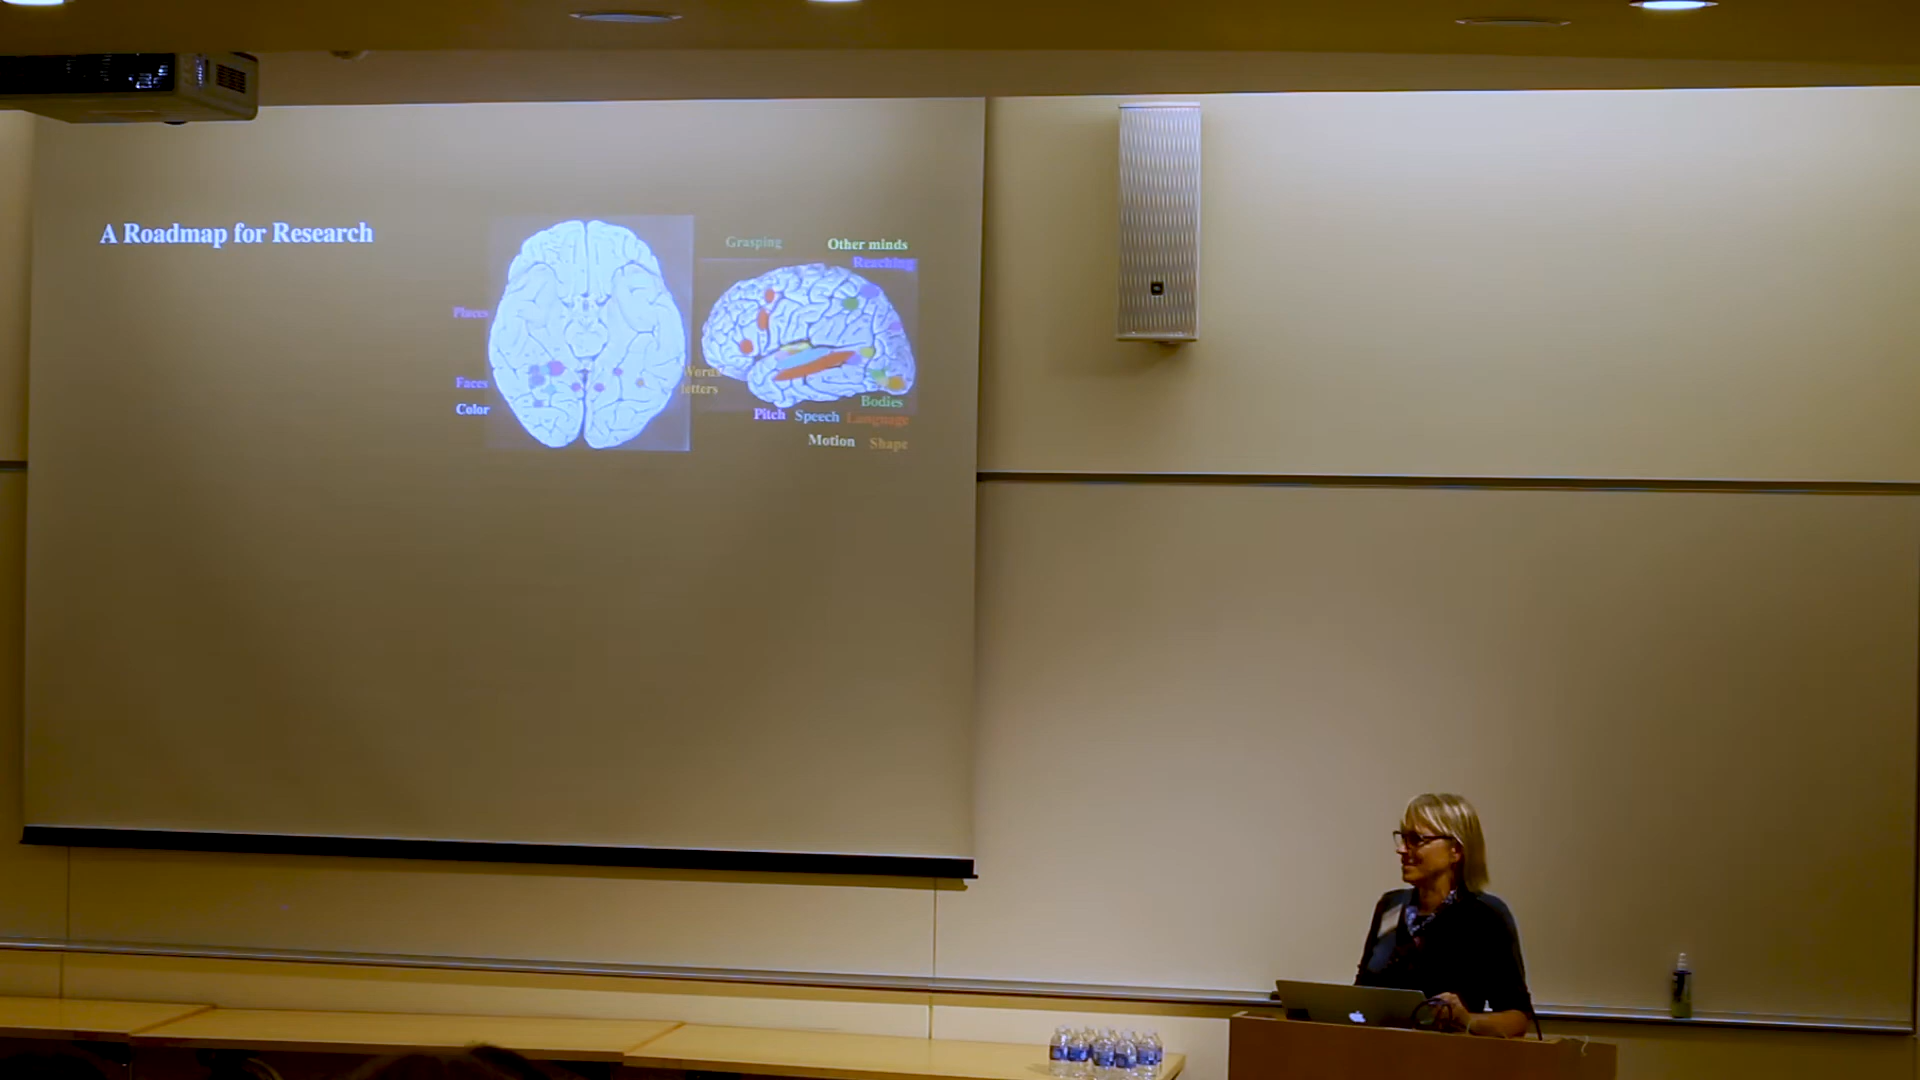 A Roadmap for Research
Grasping
Other minds
Reaching
Places
Faces
Words
letters
Color
Bodies
Pitch Speech Language
Motion Shape